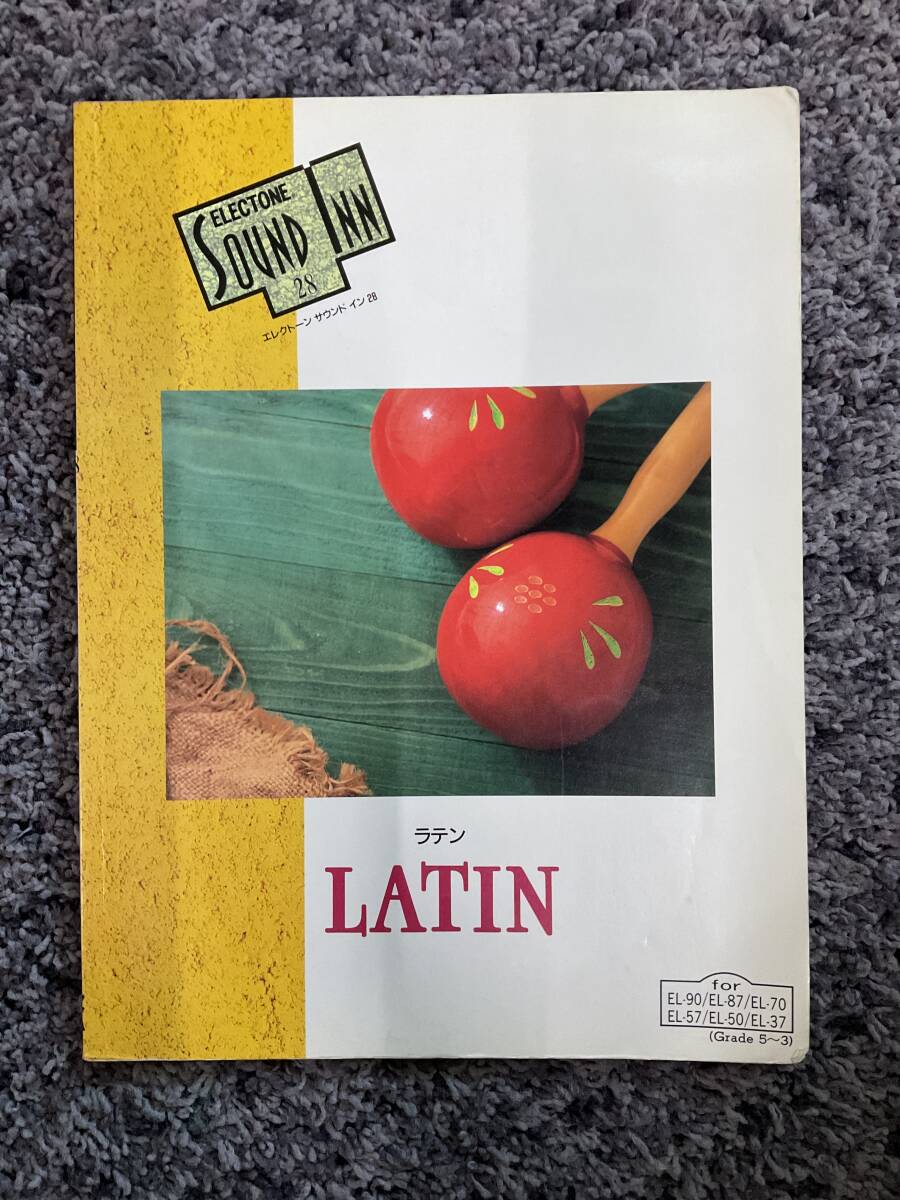 ELECTONE
SOUND INN
28
エレクトーン サウンド イン 28
ラテン
LATIN
for
EL-90/EL-87/EL-70
EL-57/EL-50/EL-37
(Grade 5〜3)